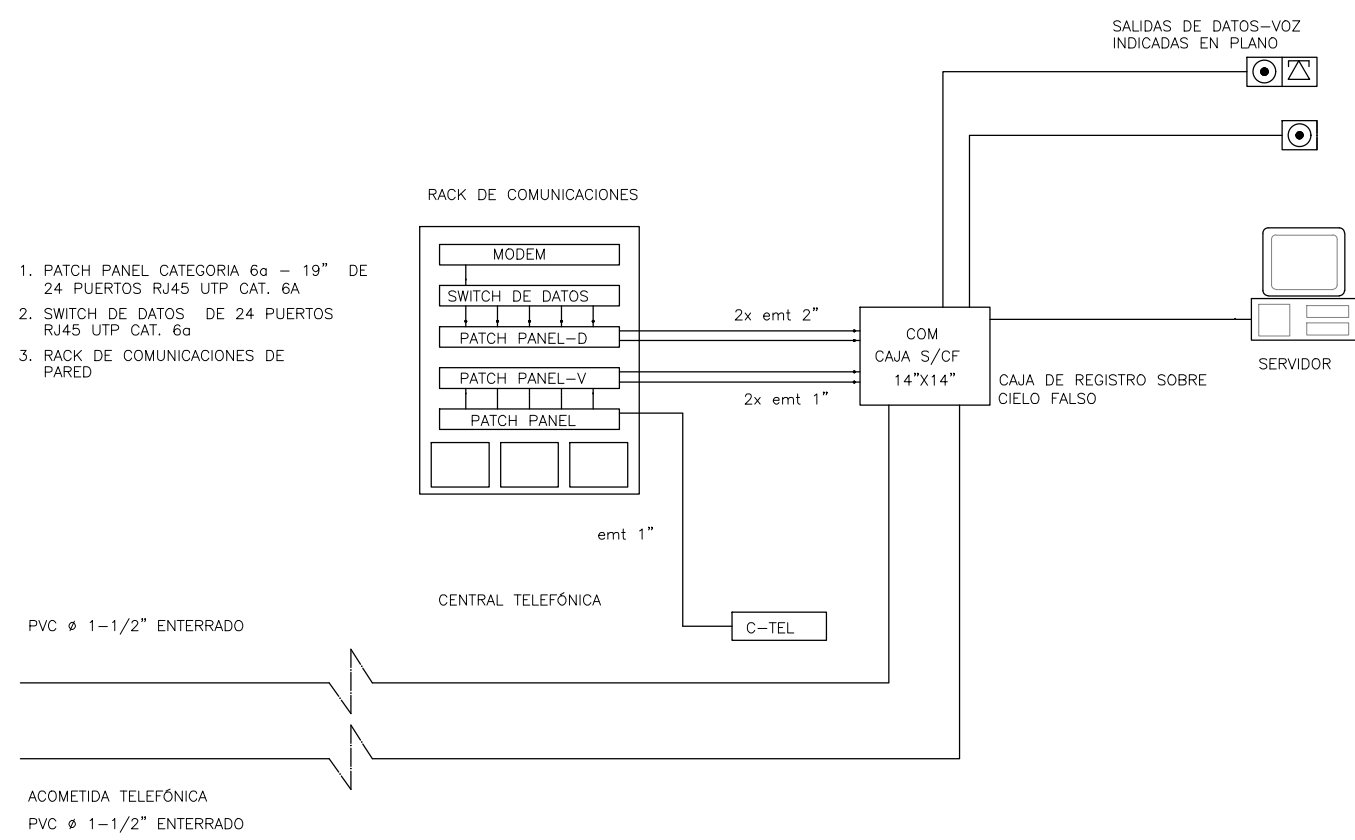 SALIDAS DE DATOS-VOZ
INDICADAS EN PLANO
RACK DE COMUNICACIONES
MODEM
SWITCH DE DATOS
PATCH PANEL-D
PATCH PANEL-V
PATCH PANEL
1. PATCH PANEL CATEGORIA 6a - 19" DE
24 PUERTOS RJ45 UTP CAT. 6A
2. SWITCH DE DATOS DE 24 PUERTOS
RJ45 UTP CAT. 6a
3. RACK DE COMUNICACIONES DE
PARED
2x emt 2"
2x emt 1"
COM
CAJA S/CF
14"X14"
CAJA DE REGISTRO SOBRE
CIELO FALSO
SERVIDOR
emt 1"
CENTRAL TELEFÓNICA
C-TEL
PVC ø 1-1/2" ENTERRADO
ACOMETIDA TELEFÓNICA
PVC ø 1-1/2" ENTERRADO